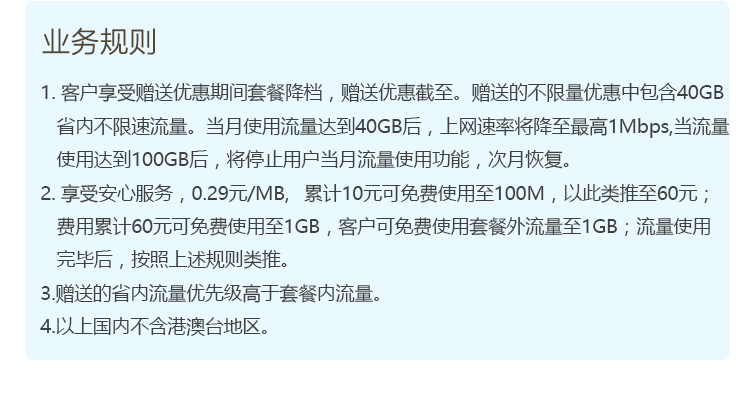 业务规则
1. 客户享受赠送优惠期间套餐降档，赠送优惠截至。赠送的不限量优惠中包含40GB
省内不限速流量。当月使用流量达到40GB后，上网速率将降至最高1Mbps,当流量
使用达到100GB后，将停止用户当月流量使用功能，次月恢复。
2. 享受安心服务，0.29元/MB, 累计10元可免费使用至100M，以此类推至60元；
费用累计60元可免费使用至1GB，客户可免费使用套餐外流量至1GB；流量使用
完毕后，按照上述规则类推。
3.赠送的省内流量优先级高于套餐内流量。
4.以上国内不含港澳台地区。